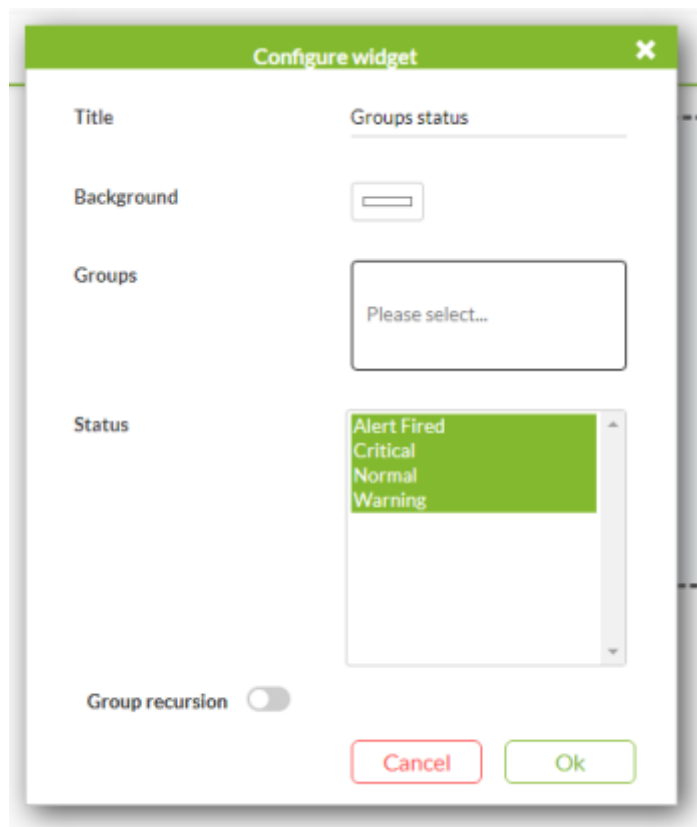 Configure widget
Title
Groups status
Background
Groups
Please select...
Status
Alert Fired
Critical
Normal
Warning
Group recursion
Cancel
Ok